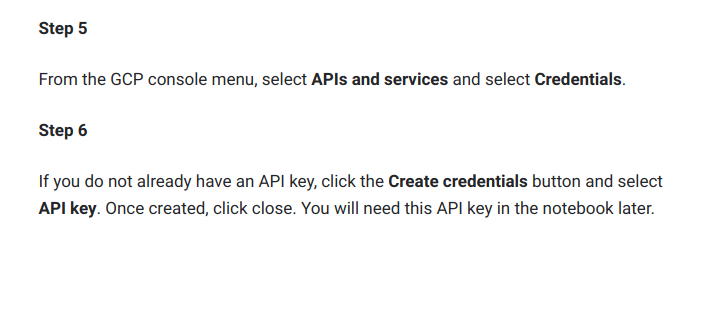 Step 5
From the GCP console menu, select APIs and services and select Credentials.
Step 6
If you do not already have an API key, click the Create credentials button and select
API key. Once created, click close. You will need this API key in the notebook later.